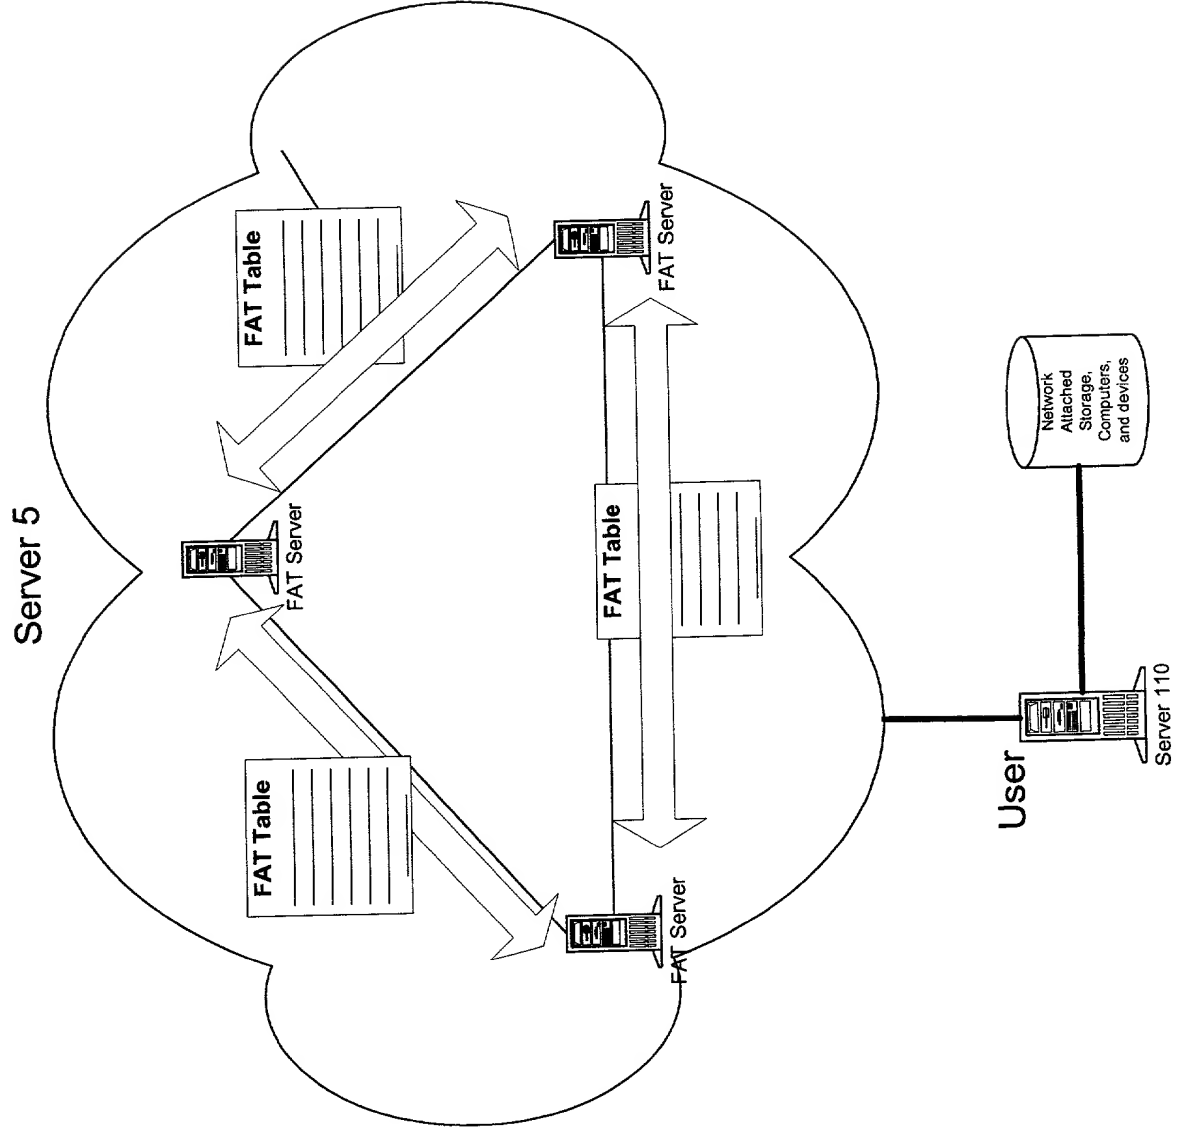 Server 5
FAT Server
FAT Table
FAT Table
FAT Server
FAT Table
FAT Server
User
Server 110
Network
Attached
Storage,
Computers,
and devices